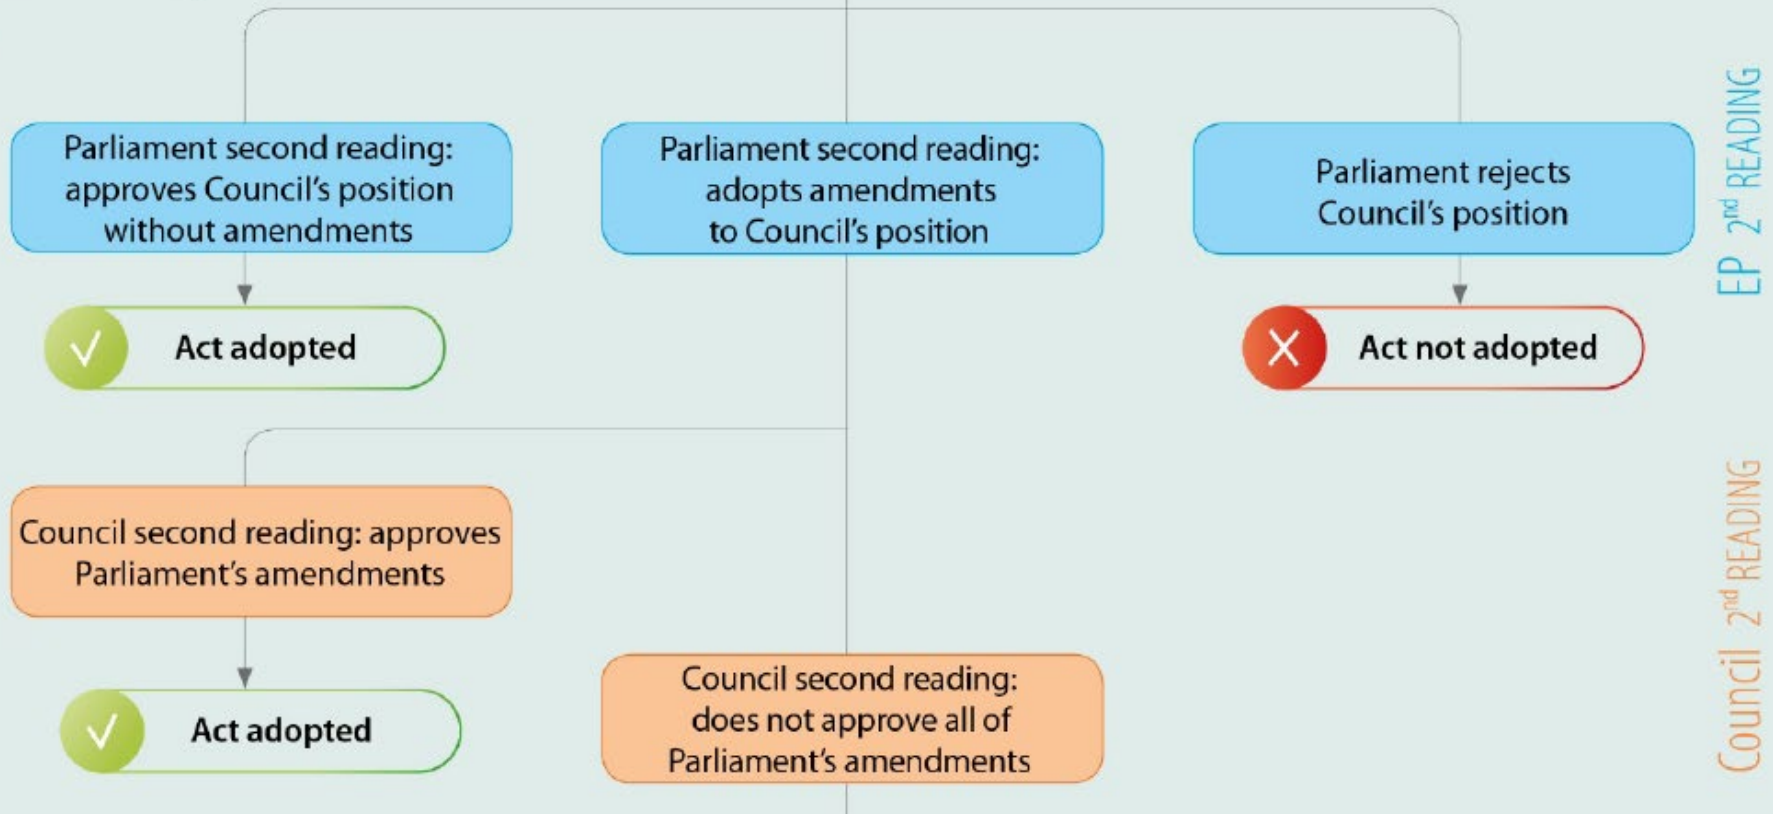 Parliament second reading:
approves Council's position
without amendments
Parliament second reading:
adopts amendments
to Council's position
Parliament rejects
Council's position
EP 2nd READING
Act adopted
Act not adopted
Council second reading: approves
Parliament's amendments
Act adopted
Council second reading:
does not approve all of
Parliament's amendments
Council 2nd READING